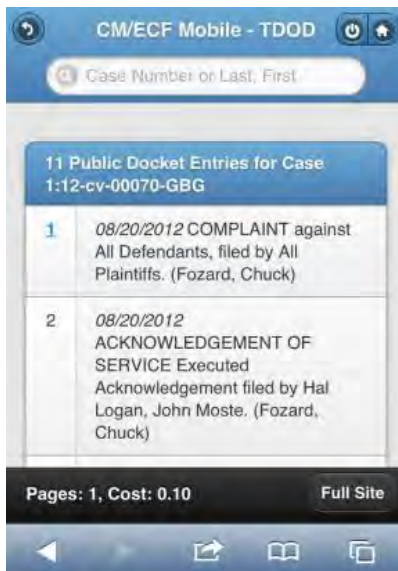 CM/ECF Mobile - TDOD
Case Number or Last, First
11 Public Docket Entries for Case
1:12-cv-00070-GBG
1 08/20/2012 COMPLAINT against
All Defendants, filed by All
Plaintiffs. (Fozard, Chuck)
2 08/20/2012
ACKNOWLEDGEMENT OF
SERVICE Executed
Acknowledgement filed by Hal
Logan, John Moste. (Fozard,
Chuck)
Pages: 1, Cost: 0.10 Full Site